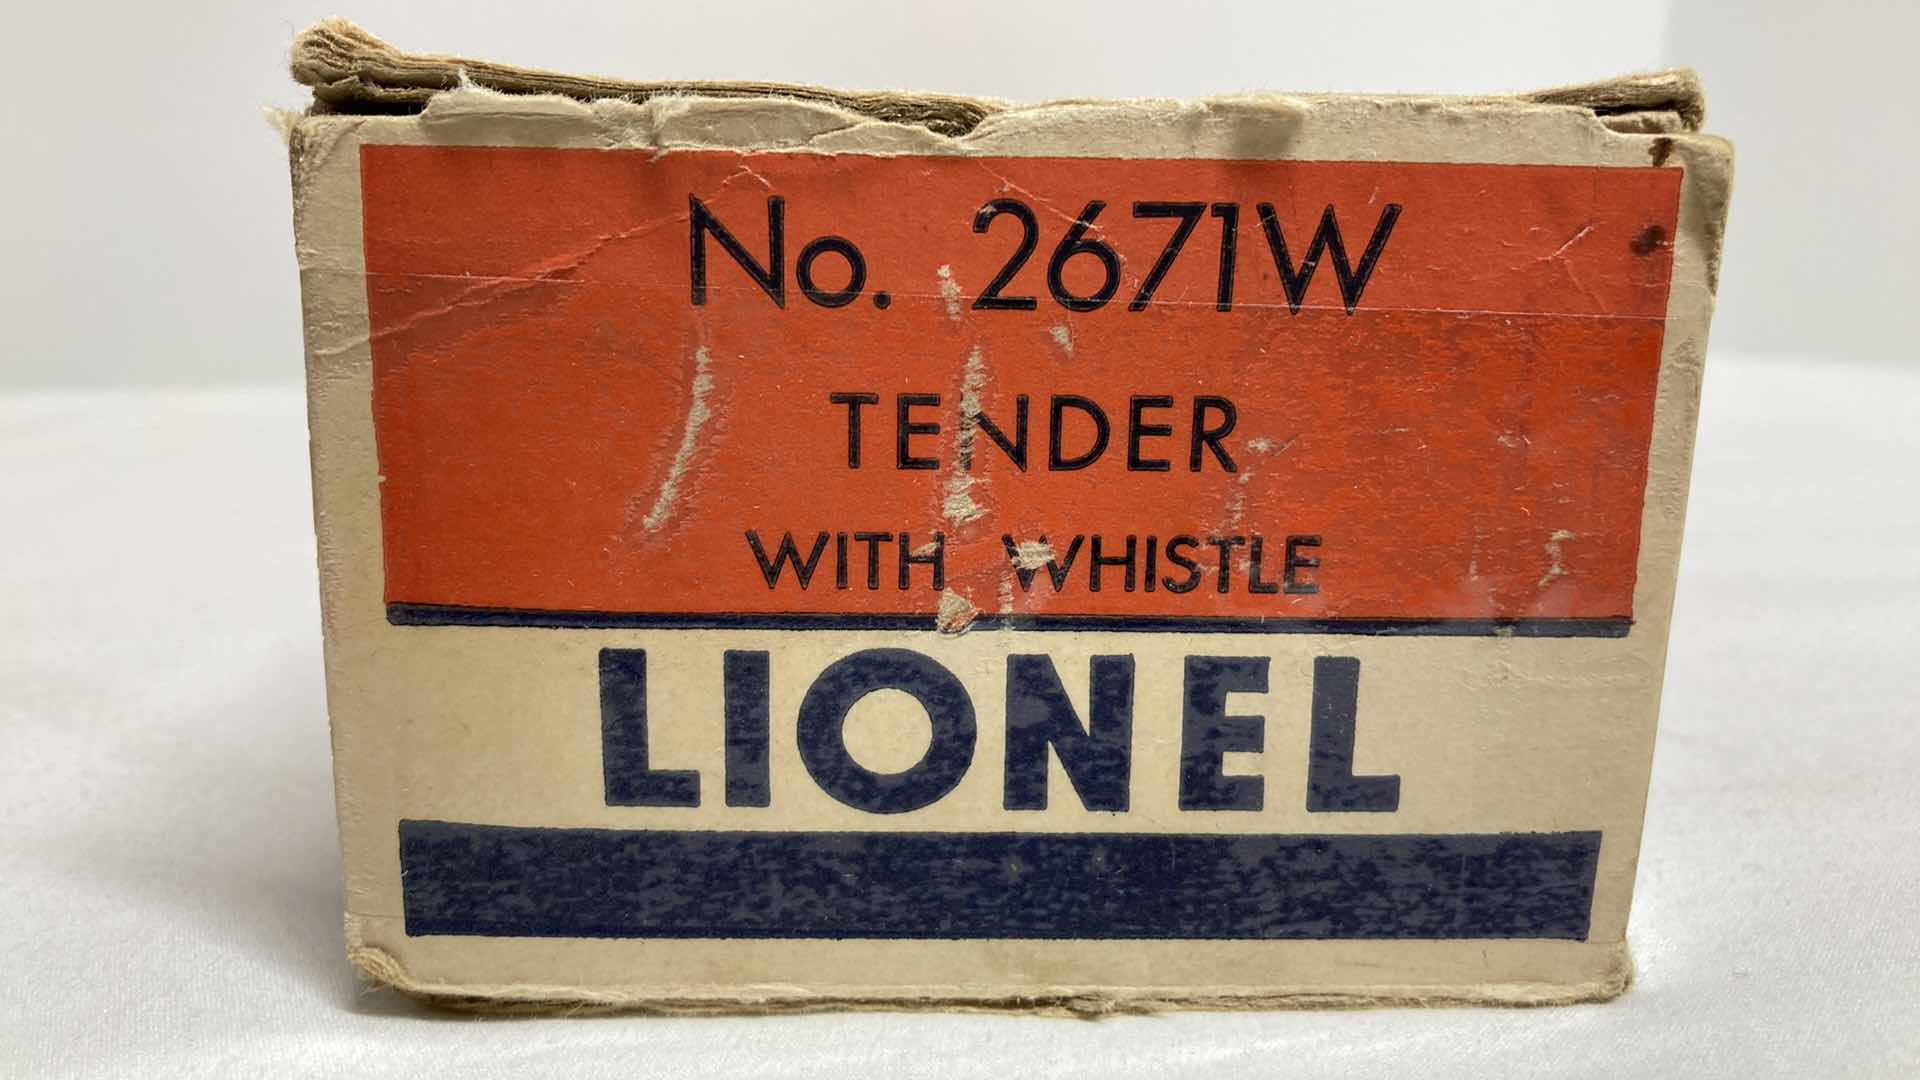 No. 2671W
TENDER
WITH WHISTLE
LIONEL